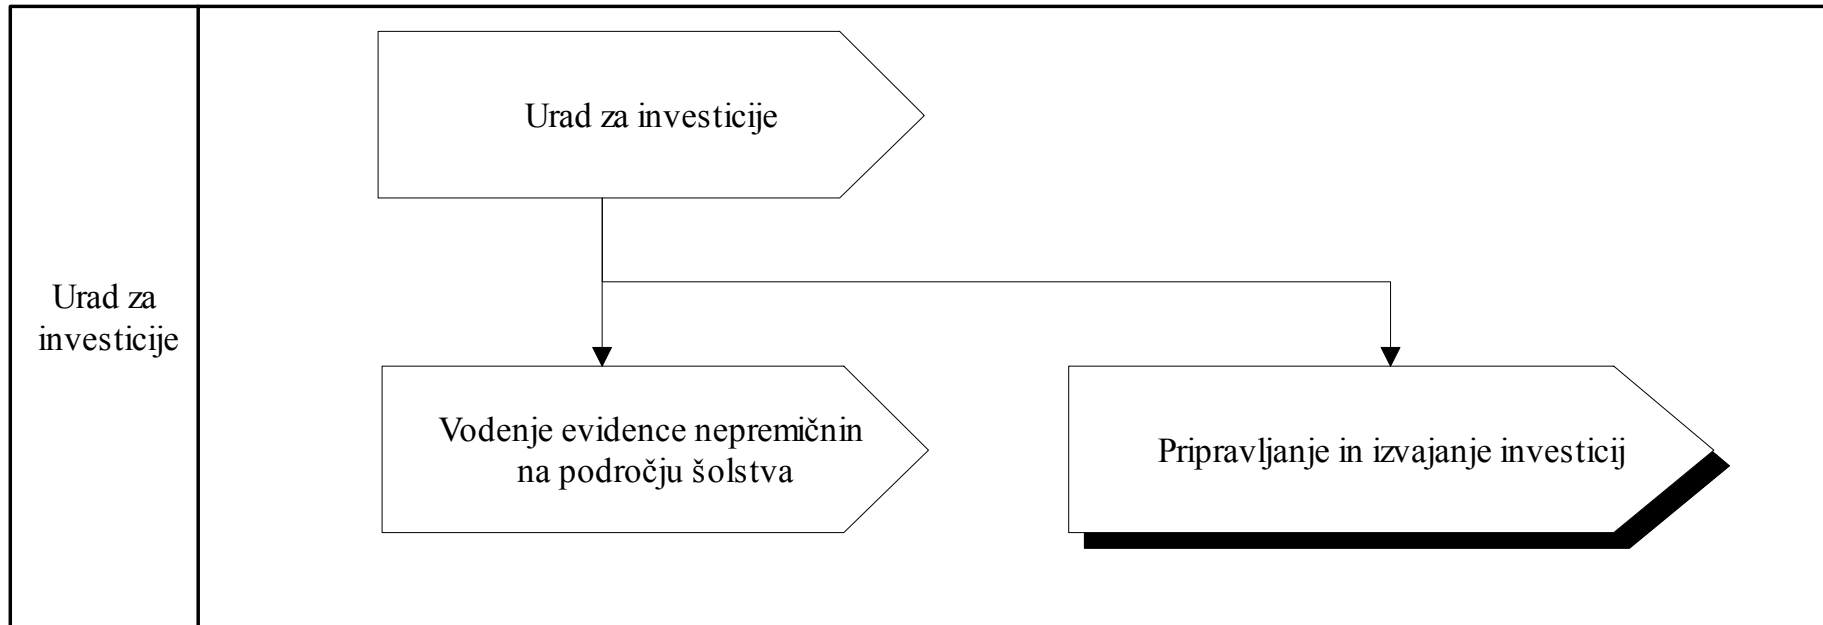 Urad za investicije
Urad za
investicije
Vodenje evidence nepremičnin
na področju šolstva
Pripravljanje in izvajanje investicij